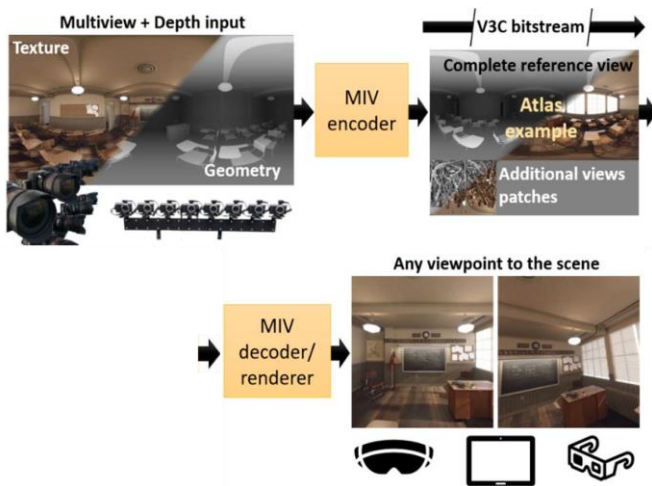 Multiview + Depth input
V3C bitstream
Texture
Geometry
MIV
encoder
Complete reference view
Atlas
example
Additional views
patches
Any viewpoint to the scene
MIV
decoder/
renderer